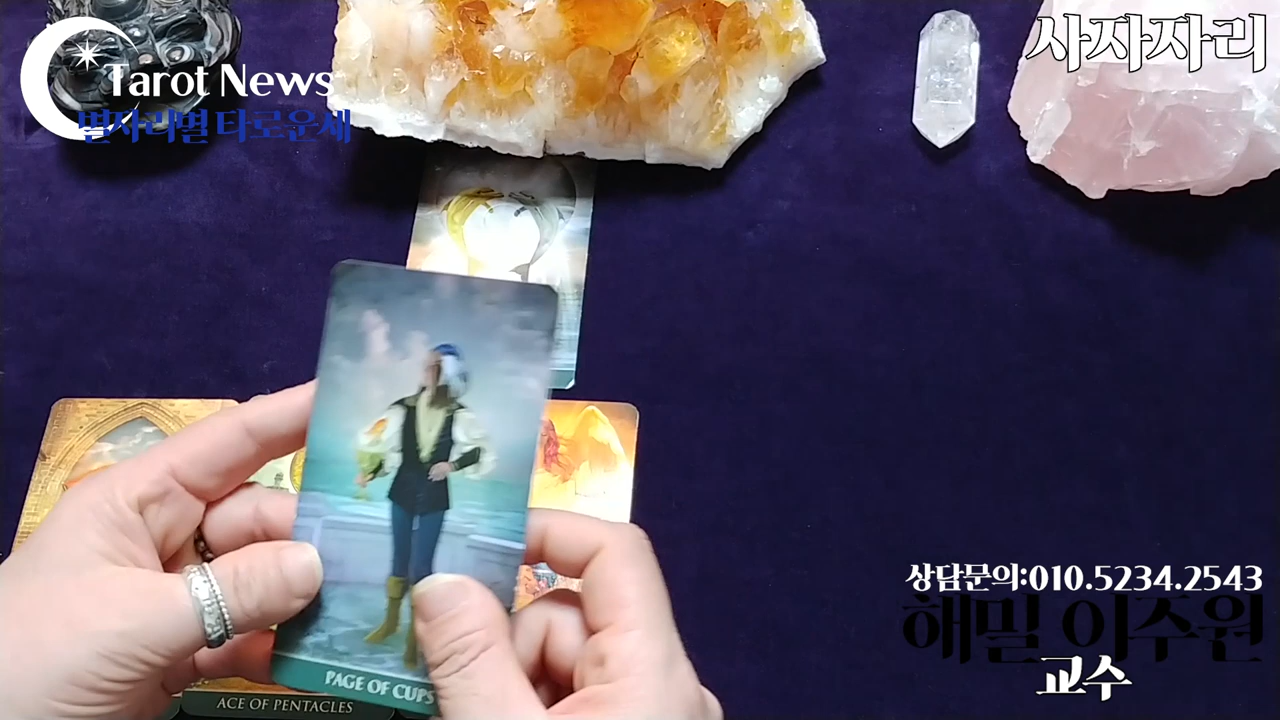 Tarot News
별자리별 타로운세
사자자리
PAGE OF CUPS
ACE OF PENTACLES
상담문의:010.5234.2543
해밀 이주원
교수